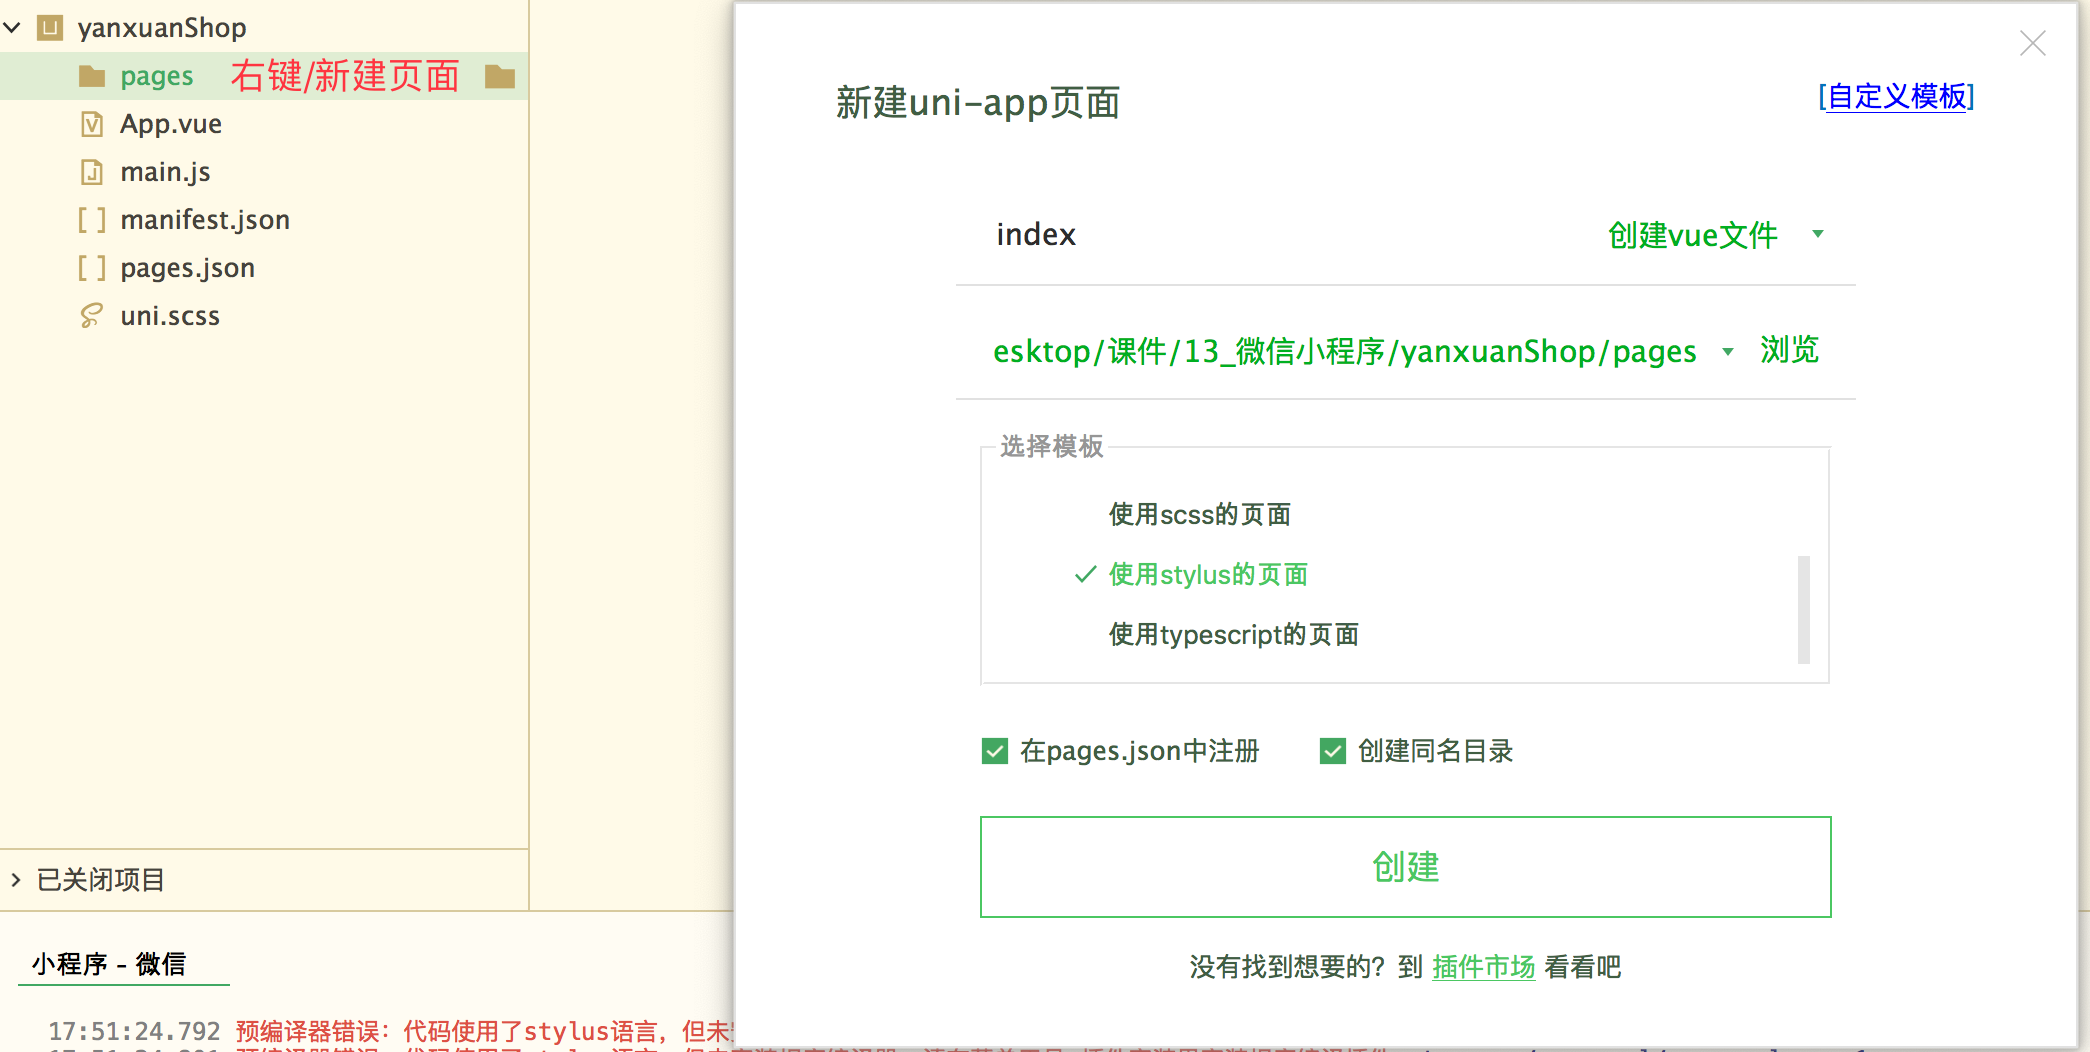 yanxuanShop
pages 右键/新建页面
App.vue
main.js
manifest.json
pages.json
uni.scss
已关闭项目
新建uni-app页面
[自定义模板]
index 创建vue文件
esktop/课件/13_微信小程序/yanxuanShop/pages 浏览
选择模板
使用scss的页面
使用stylus的页面
使用typescript的页面
在pages.json中注册 创建同名目录
创建
没有找到想要的？到 插件市场 看看吧
小程序 - 微信
17:51:24.792 预编译器错误：代码使用了stylus语言，但未